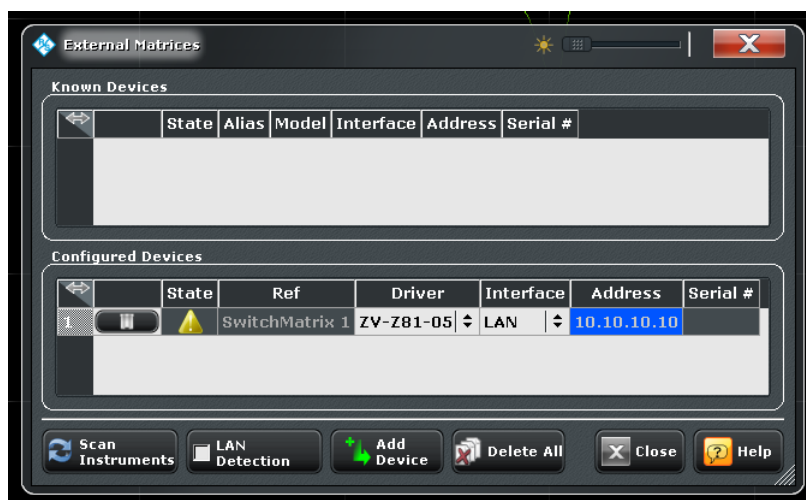 External Matrices
X
Known Devices
State Alias Model Interface Address Serial #
Configured Devices
State Ref Driver Interface Address Serial #
1 SwitchMatrix 1 ZV-Z81-05 LAN 10.10.10.10
Scan
Instruments
LAN
Detection
Add
Device
Delete All
X Close
? Help